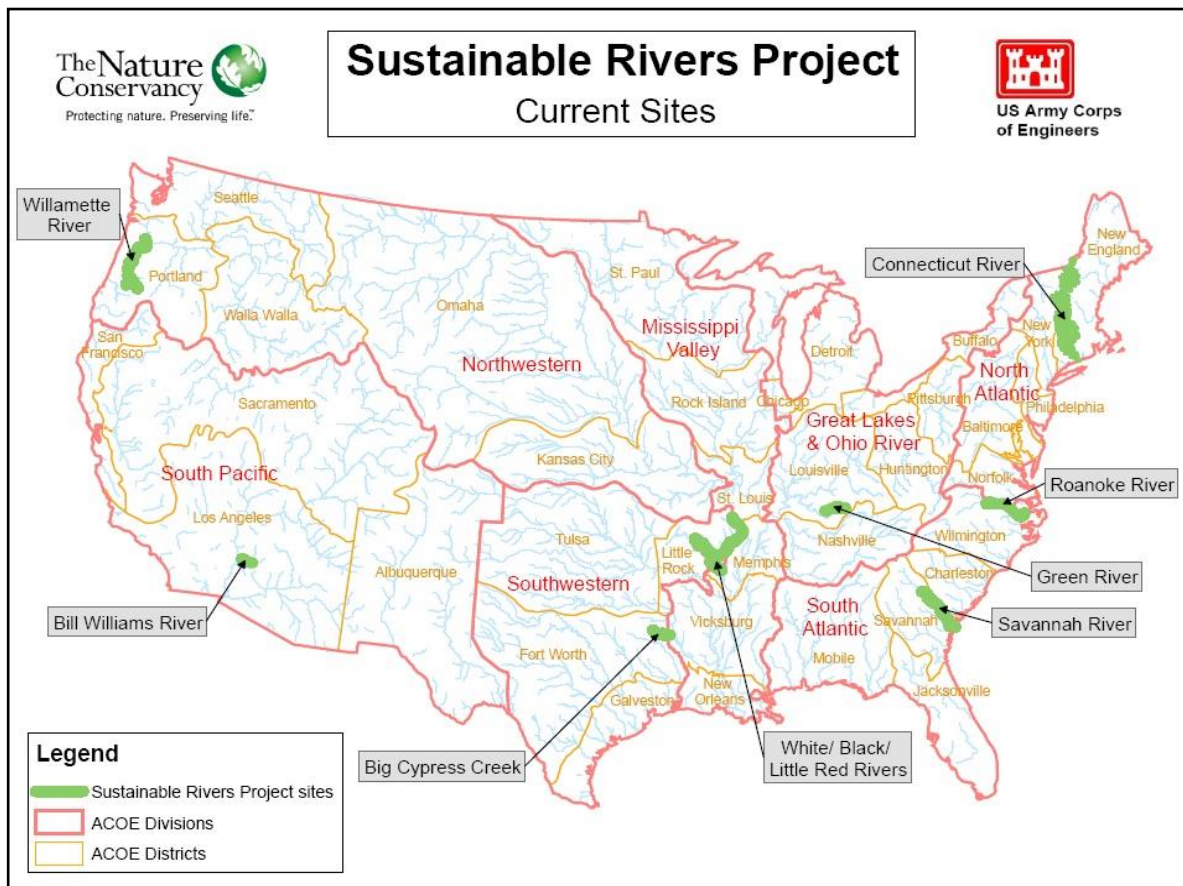 The Nature
Conservancy
Protecting nature. Preserving life.™
Sustainable Rivers Project
Current Sites
US Army Corps
of Engineers
Willamette
River
Seattle
Portland
Walla Walla
Omaha
St. Paul
New
England
Connecticut River
San
Francisco
Northwestern
Mississippi
Valley
Detroit
Buffalo
New
York
North
Atlantic
Sacramento
Rock Island
Chicago
Pittsburgh
Philadelphia
Great Lakes
& Ohio River
Baltimore
South Pacific
Kansas City
Louisville
Huntington
Norfolk
Roanoke River
St. Louis
Los Angeles
Tulsa
Little
Rock
Memphis
Nashville
Wilmington
Albuquerque
Southwestern
Charleston
Green River
Bill Williams River
South
Atlantic
Savannah
Savannah River
Vicksburg
Fort Worth
Mobile
Galveston
New
Orleans
Jacksonville
Big Cypress Creek
White/ Black/
Little Red Rivers
Legend
Sustainable Rivers Project sites
ACOE Divisions
ACOE Districts